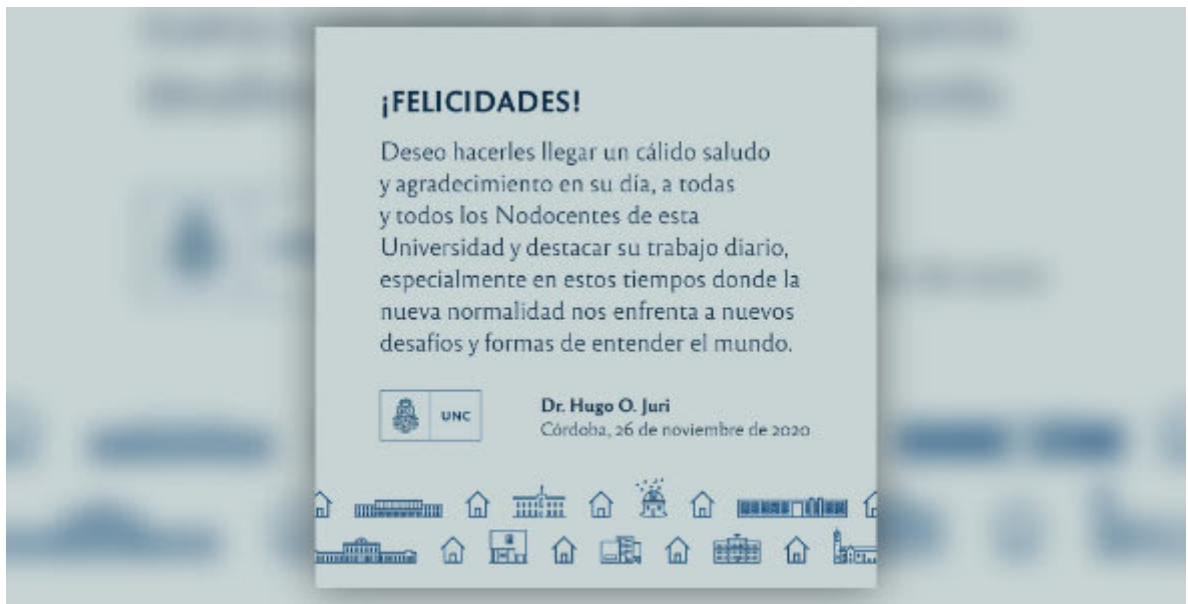 ¡FELICIDADES!
Deseo hacerles llegar un cálido saludo
y agradecimiento en su día, a todas
y todos los Nodocentes de esta
Universidad y destacar su trabajo diario,
especialmente en estos tiempos donde la
nueva normalidad nos enfrenta a nuevos
desafíos y formas de entender el mundo.
UNC
Dr. Hugo O. Juri
Córdoba, 26 de noviembre de 2020